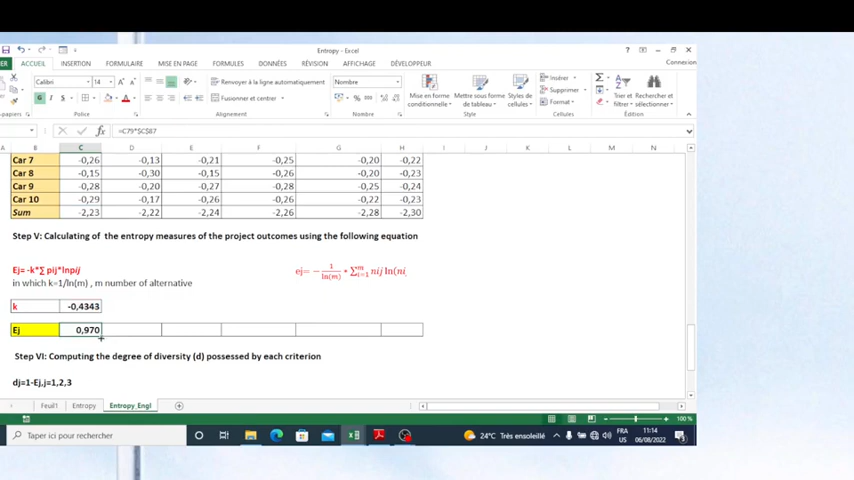 Entropy - Excel
Connexion
ACCUEIL INSERTION FORMULAIRE MISE EN PAGE FORMULES DONNÉES RÉVISION AFFICHAGE DÉVELOPPEUR
Calibri 14 Renvoyer à la ligne automatiquement Nombre Mise en forme conditionnelle Mettre sous forme de tableau Styles de cellules Insérer Supprimer Format Trier et filtrer Rechercher et sélectionner
G I S Fusionner et centrer
Police Alignement Nombre Style Cellules Édition
=C79*$C$87
A B C D E F G H I J K L M N
Car 7 -0,26 -0,13 -0,21 -0,25 -0,20 -0,22
Car 8 -0,15 -0,30 -0,15 -0,26 -0,20 -0,16
Car 9 -0,28 -0,20 -0,27 -0,28 -0,25 -0,24
Car 10 -0,29 -0,17 -0,26 -0,26 -0,22 -0,23
Sum -2,23 -2,22 -2,24 -2,26 -2,28 -2,30
Step V: Calculating of the entropy measures of the project outcomes using the following equation
Ej= -k*∑ pij*lnpij
ej= − 1/ln(m) * ∑ᵐᵢ₌₁ nij ln(ni
in which k=1/ln(m) , m number of alternative
k -0,4343
Ej 0,970
Step VI: Computing the degree of diversity (d) possessed by each criterion
dj=1-Ej,j=1,2,3
Feuil1 Entropy Entropy_Engl
100 %
Taper ici pour rechercher
24°C Très ensoleillé
FRA
US
11:14
06/08/2022